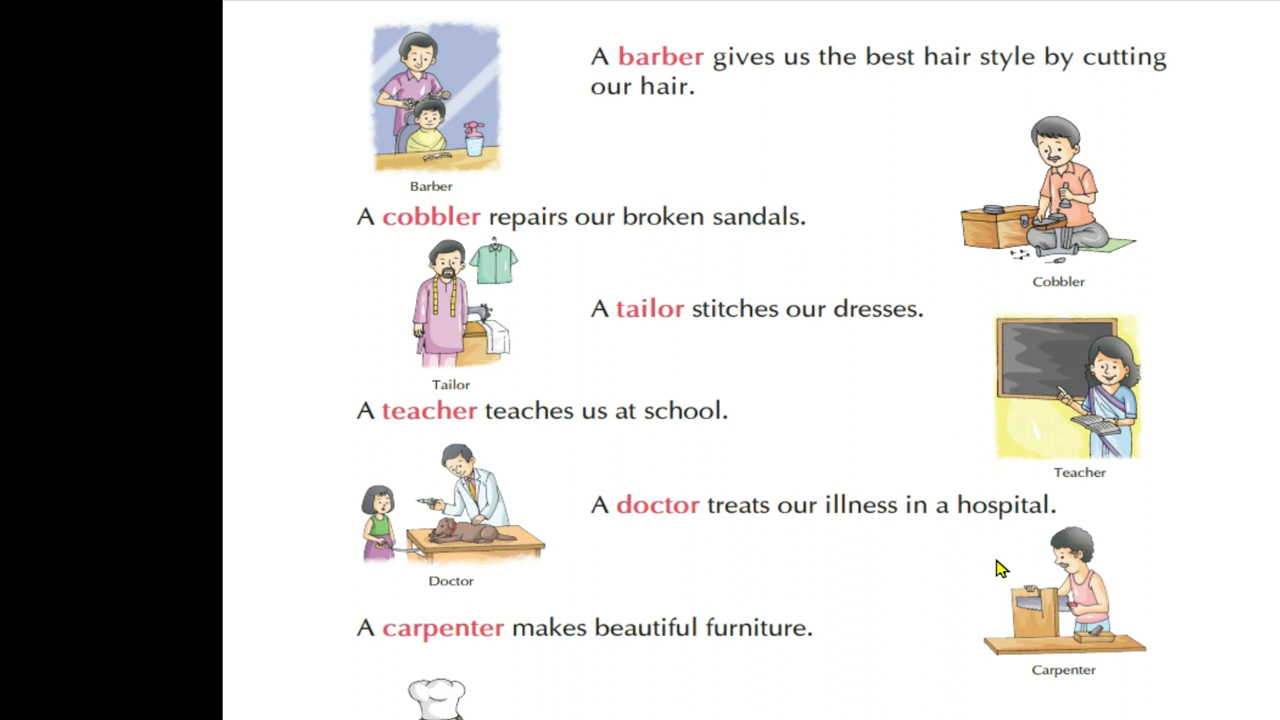 A barber gives us the best hair style by cutting
our hair.
Barber
A cobbler repairs our broken sandals.
Cobbler
A tailor stitches our dresses.
Tailor
A teacher teaches us at school.
Teacher
A doctor treats our illness in a hospital.
Doctor
A carpenter makes beautiful furniture.
Carpenter